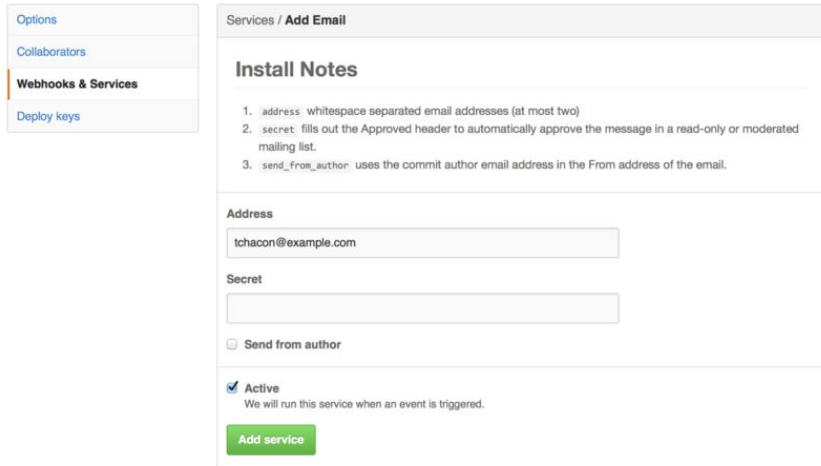 Options
Collaborators
Webhooks & Services
Deploy keys
Services / Add Email
Install Notes
1. address whitespace separated email addresses (at most two)
2. secret fills out the Approved header to automatically approve the message in a read-only or moderated
mailing list.
3. send_from_author uses the commit author email address in the From address of the email.
Address
tchacon@example.com
Secret
Send from author
Active
We will run this service when an event is triggered.
Add service